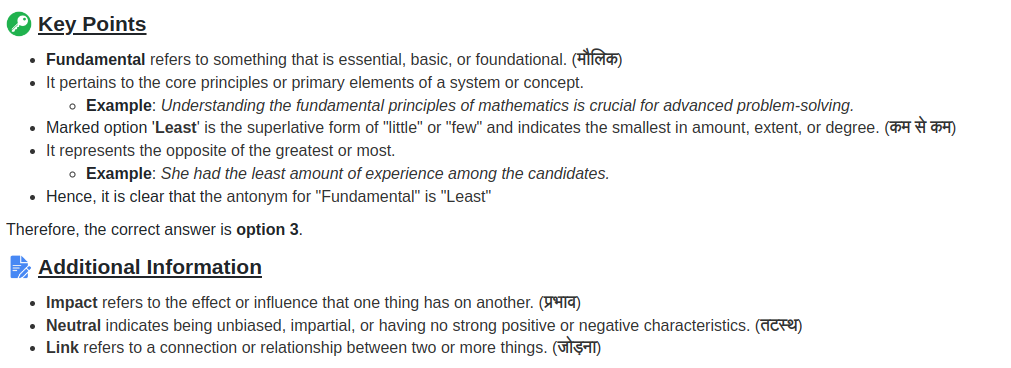 Key Points
Fundamental refers to something that is essential, basic, or foundational. (मौलिक)
It pertains to the core principles or primary elements of a system or concept.
Example: Understanding the fundamental principles of mathematics is crucial for advanced problem-solving.
Marked option 'Least' is the superlative form of "little" or "few" and indicates the smallest in amount, extent, or degree. (कम से कम)
It represents the opposite of the greatest or most.
Example: She had the least amount of experience among the candidates.
Hence, it is clear that the antonym for "Fundamental" is "Least"
Therefore, the correct answer is option 3.
Additional Information
Impact refers to the effect or influence that one thing has on another. (प्रभाव)
Neutral indicates being unbiased, impartial, or having no strong positive or negative characteristics. (तटस्थ)
Link refers to a connection or relationship between two or more things. (जोड़ना)